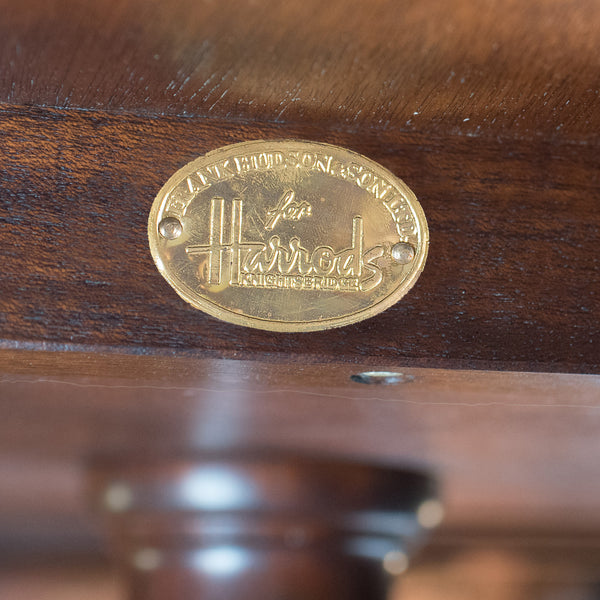 FRANK HUDSON & SON LTD
for
Harrods
KNIGHTSBRIDGE